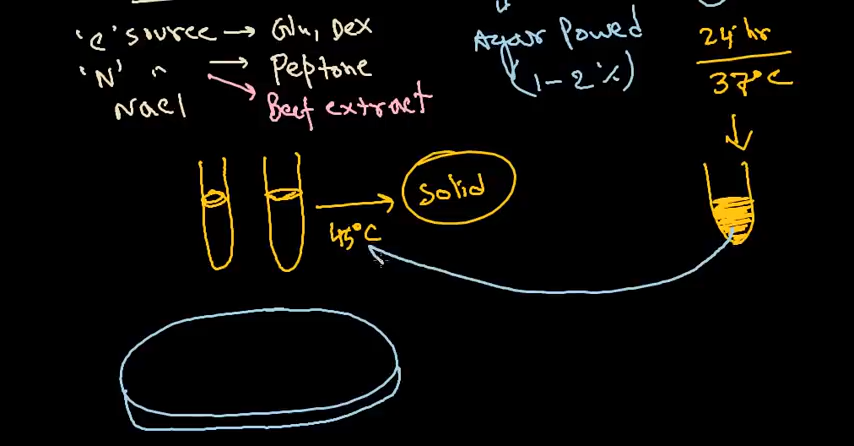 'C' source → Glu, Dex
'N' " → Peptone
Nacl Beef extract
Agar Powed
(1-2%)
24 hr
37°C
solid
45°C